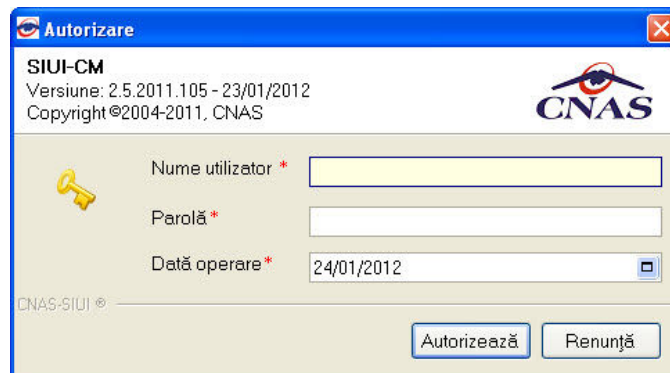 Autorizare
SIUI-CM
Versiune: 2.5.2011.105 - 23/01/2012
Copyright ©2004-2011, CNAS
CNAS
Nume utilizator *
Parolă *
Dată operare *
24/01/2012
CNAS-SIUI ®
Autorizează
Renunţă